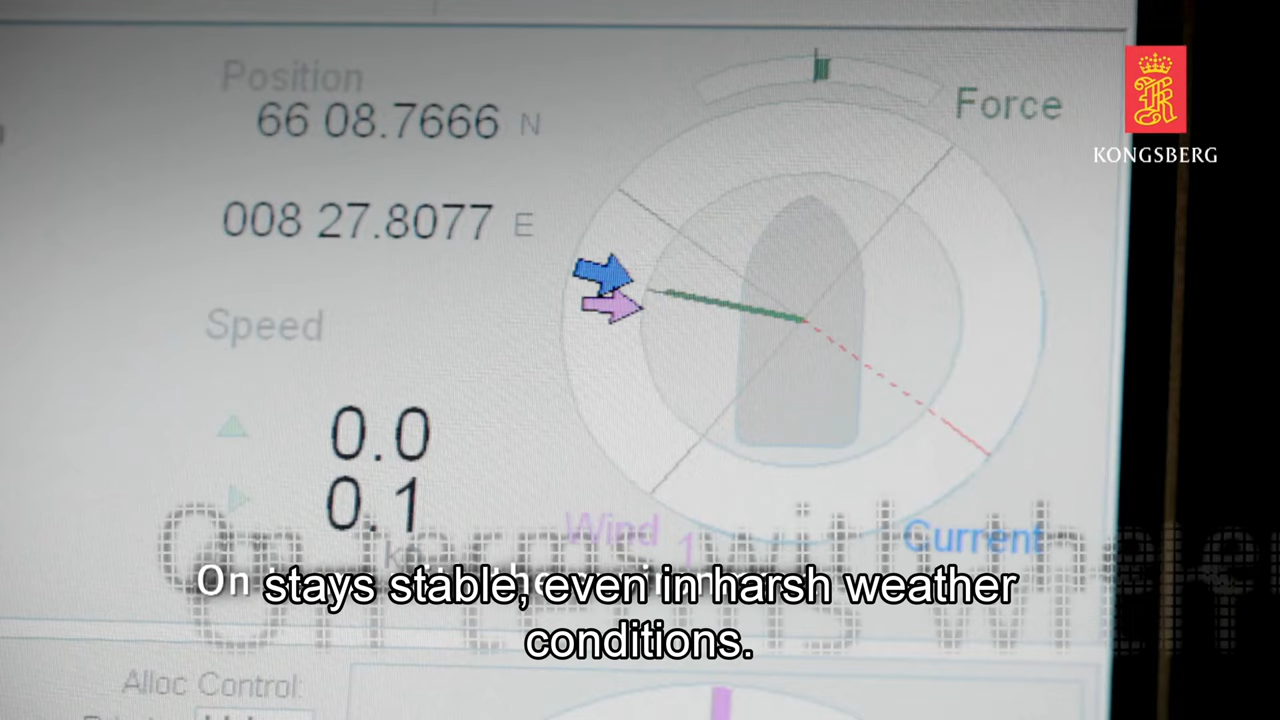 Position
66 08.7666 N
Force
KONGSBERG
008 27.8077 E
Speed
0.0
0.1
Wind
Current
On
stays stable, even in harsh weather
conditions.
Alloc Control: